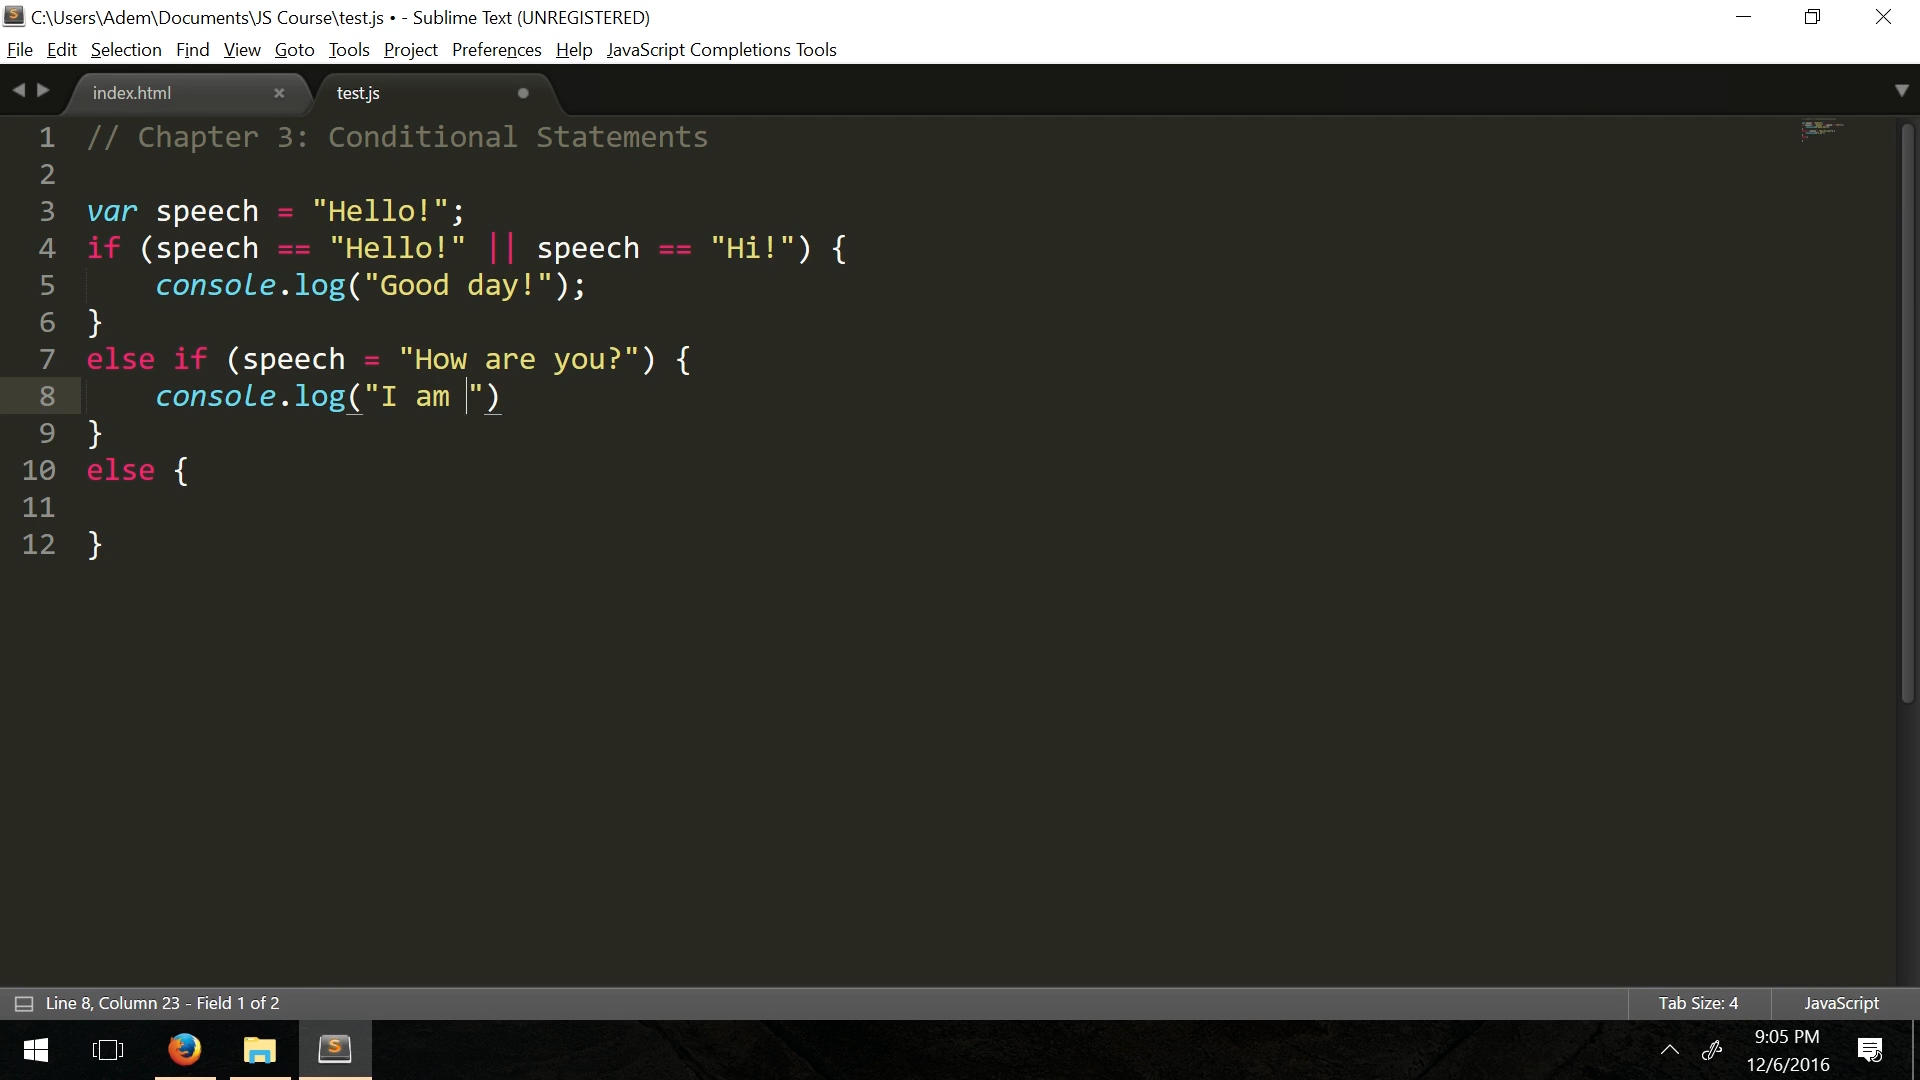 C:\Users\Adem\Documents\JS Course\test.js • - Sublime Text (UNREGISTERED)
File Edit Selection Find View Goto Tools Project Preferences Help JavaScript Completions Tools
index.html × test.js
1 // Chapter 3: Conditional Statements
2
3 var speech = "Hello!";
4 if (speech == "Hello!" || speech == "Hi!") {
5     console.log("Good day!");
6 }
7 else if (speech = "How are you?") {
8     console.log("I am ")
9 }
10 else {
11
12 }
Line 8, Column 23 - Field 1 of 2 Tab Size: 4 JavaScript
9:05 PM
12/6/2016